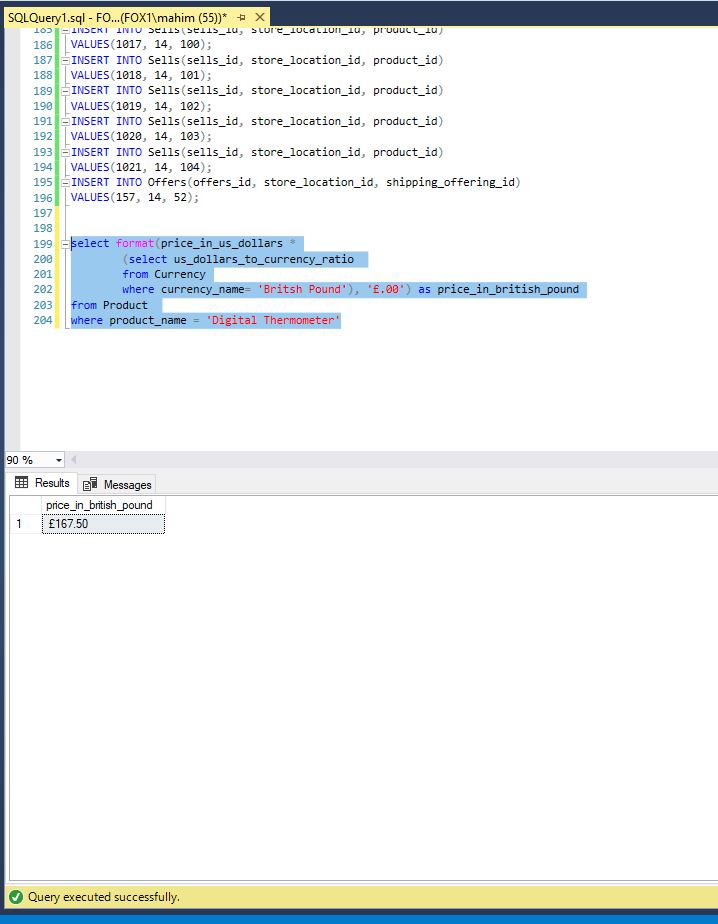 SQLQuery1.sql - FO...(FOX1\mahim (55))*
185 INSERT INTO Sells(sells_id, store_location_id, product_id)
186 VALUES(1017, 14, 100);
187 INSERT INTO Sells(sells_id, store_location_id, product_id)
188 VALUES(1018, 14, 101);
189 INSERT INTO Sells(sells_id, store_location_id, product_id)
190 VALUES(1019, 14, 102);
191 INSERT INTO Sells(sells_id, store_location_id, product_id)
192 VALUES(1020, 14, 103);
193 INSERT INTO Sells(sells_id, store_location_id, product_id)
194 VALUES(1021, 14, 104);
195 INSERT INTO Offers(offers_id, store_location_id, shipping_offering_id)
196 VALUES(157, 14, 52);
197
198
199 select format(price_in_us_dollars *
200 (select us_dollars_to_currency_ratio
201 from Currency
202 where currency_name= 'Britsh Pound'), '£.00') as price_in_british_pound
203 from Product
204 where product_name = 'Digital Thermometer'
90 %
Results Messages
price_in_british_pound
1 £167.50
Query executed successfully.